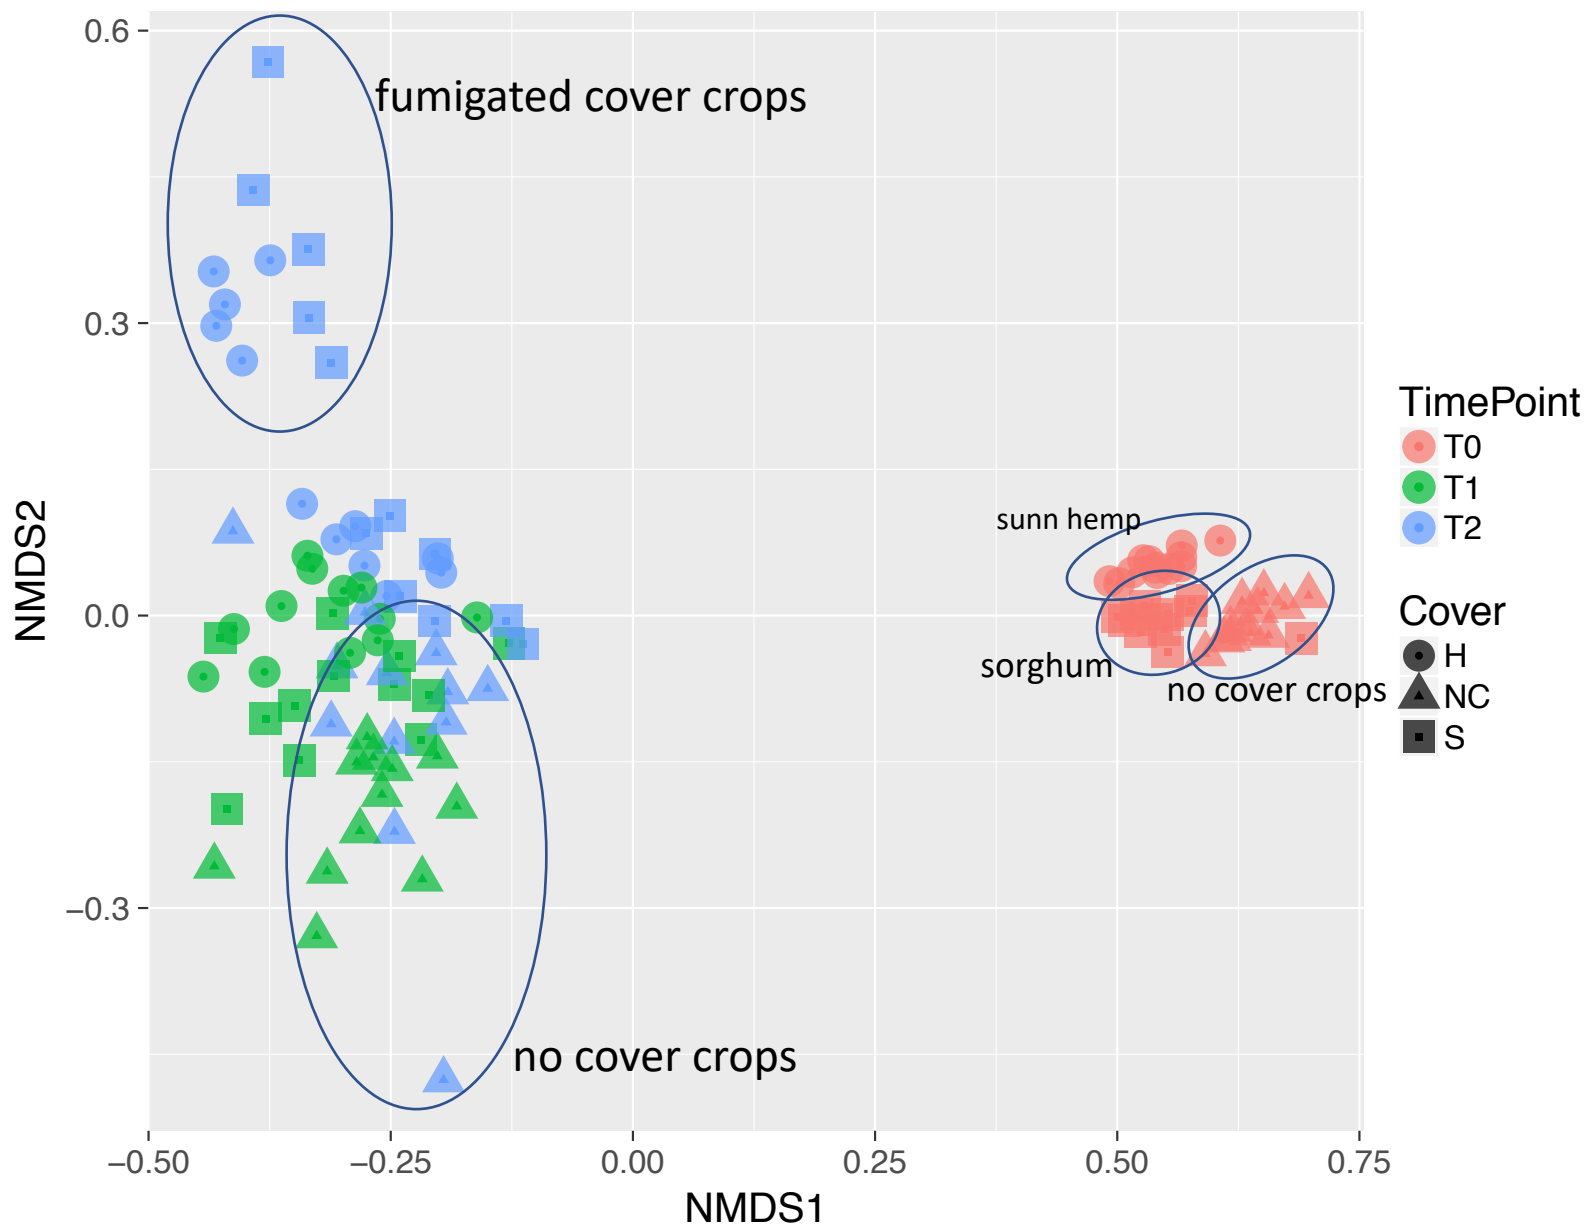 0.6
fumigated cover crops
0.3
TimePoint
T0
T1
T2
NMDS2
sunn hemp
0.0
Cover
H
sorghum
no cover crops
NC
S
−0.3
no cover crops
−0.50
−0.25
0.00
0.25
0.50
0.75
NMDS1